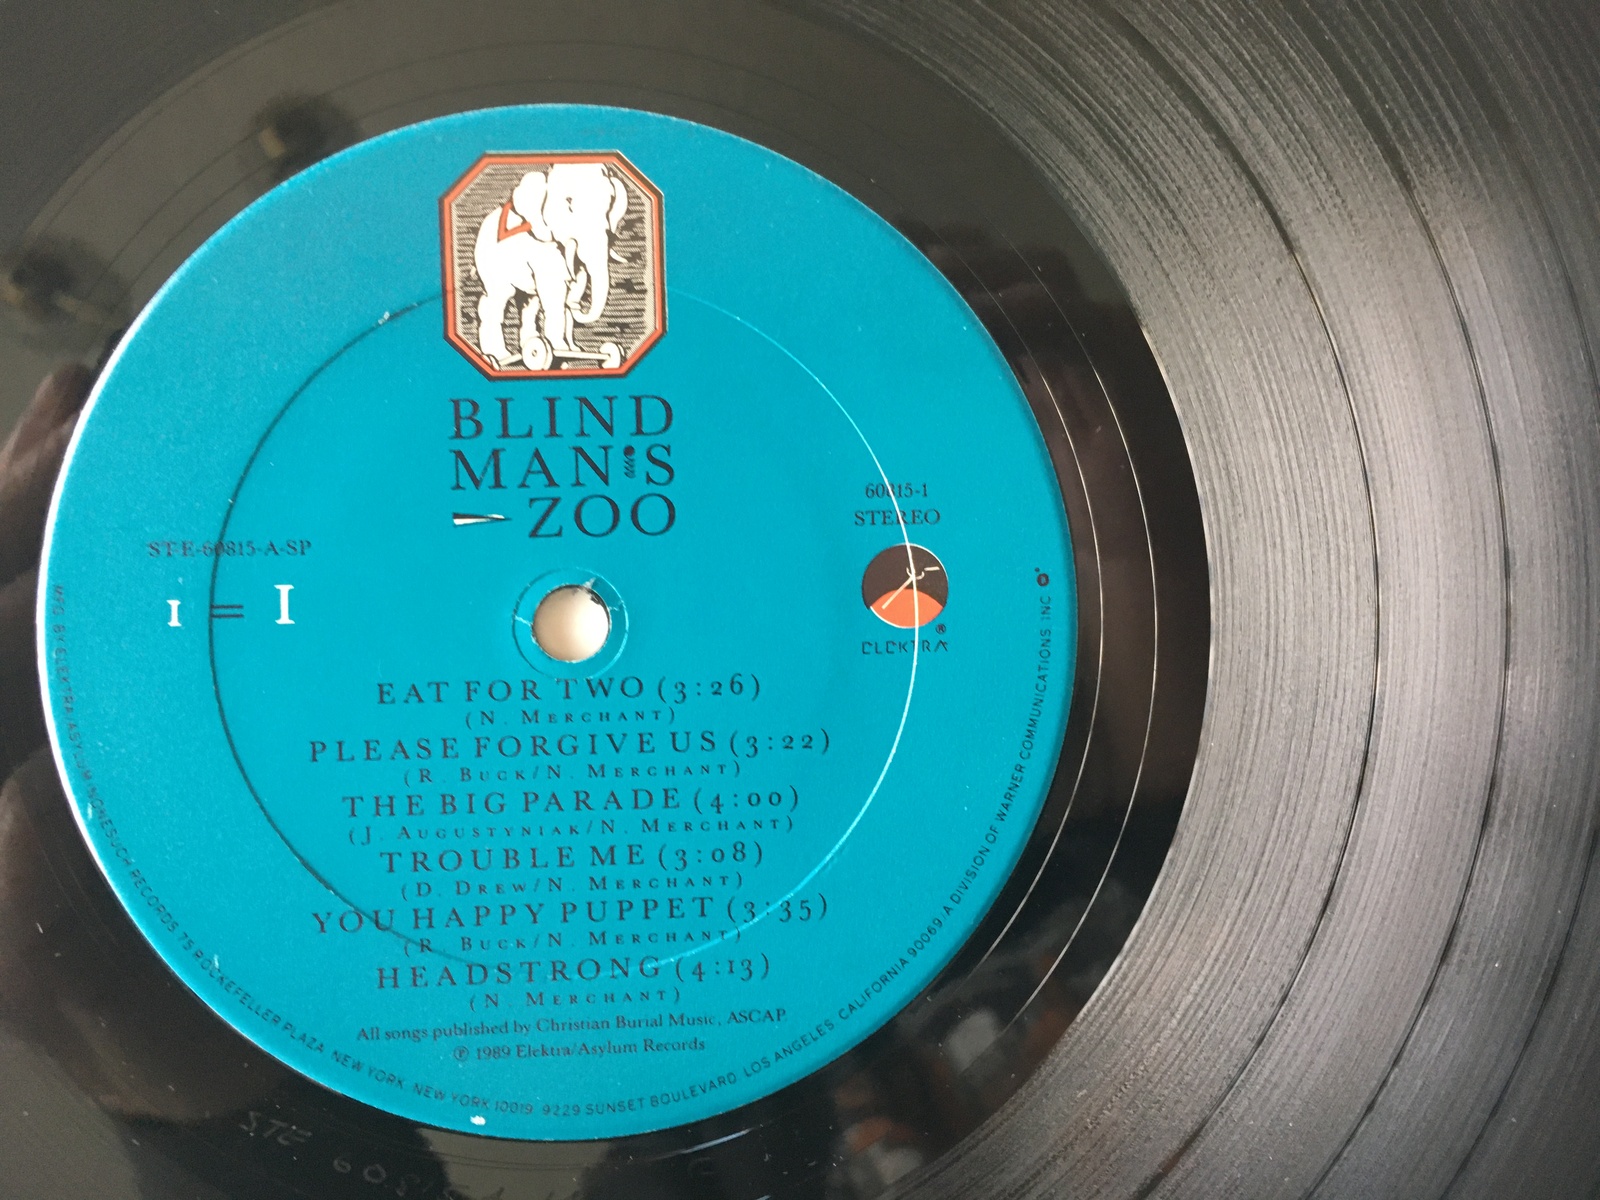 BLIND
MAN'S
ZOO
60815-1
STEREO
ST-E-60815-A-SP
I = I
ELEKTRA®
EAT FOR TWO (3:26)
(N. MERCHANT)
PLEASE FORGIVE US (3:22)
(R. BUCK/N. MERCHANT)
THE BIG PARADE (4:00)
(J. AUGUSTYNIAK/N. MERCHANT)
TROUBLE ME (3:08)
(D. DREW/N. MERCHANT)
YOU HAPPY PUPPET (3:35)
(R. BUCK/N. MERCHANT)
HEADSTRONG (4:13)
(N. MERCHANT)
All songs published by Christian Burial Music, ASCAP
℗ 1989 Elektra/Asylum Records
MFG. BY ELEKTRA/ASYLUM/NONESUCH RECORDS 75 ROCKEFELLER PLAZA, NEW YORK, NEW YORK 10019 9229 SUNSET BOULEVARD, LOS ANGELES, CALIFORNIA 90069 A DIVISION OF WARNER COMMUNICATIONS INC
STE